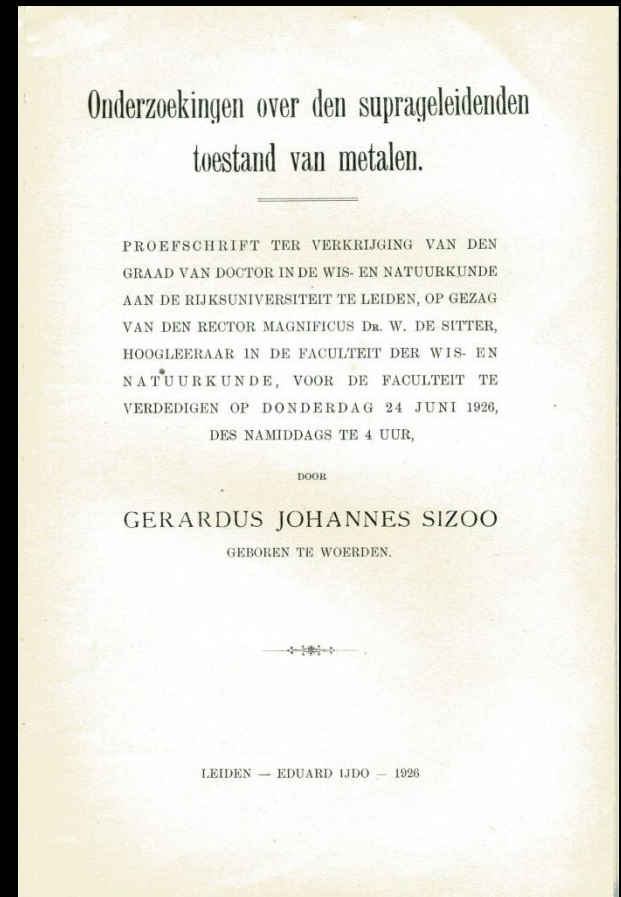 Onderzoekingen over den suprageleidenden
toestand van metalen.
PROEFSCHRIFT TER VERKRIJGING VAN DEN
GRAAD VAN DOCTOR IN DE WIS- EN NATUURKUNDE
AAN DE RIJKSUNIVERSITEIT TE LEIDEN, OP GEZAG
VAN DEN RECTOR MAGNIFICUS DR. W. DE SITTER,
HOOGLEERAAR IN DE FACULTEIT DER WIS- EN
NATUURKUNDE, VOOR DE FACULTEIT TE
VERDEDIGEN OP DONDERDAG 24 JUNI 1926,
DES NAMIDDAGS TE 4 UUR,
DOOR
GERARDUS JOHANNES SIZOO
GEBOREN TE WOERDEN.
LEIDEN — EDUARD IJDO — 1926